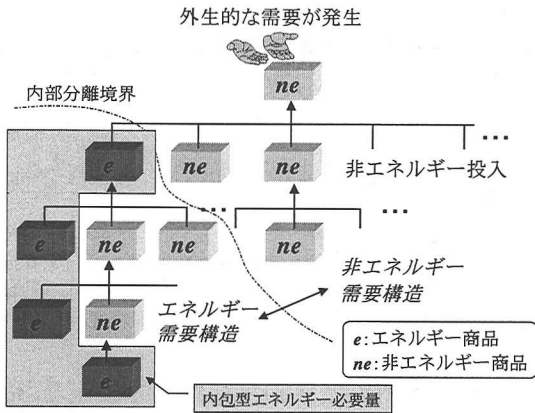 外生的な需要が発生
ne
内部分離境界
e
ne
ne
非エネルギー投入
...
e
ne
ne
...
ne
...
非エネルギー
需要構造
e
ne
エネルギー
需要構造
e:エネルギー商品
ne:非エネルギー商品
e
内包型エネルギー必要量